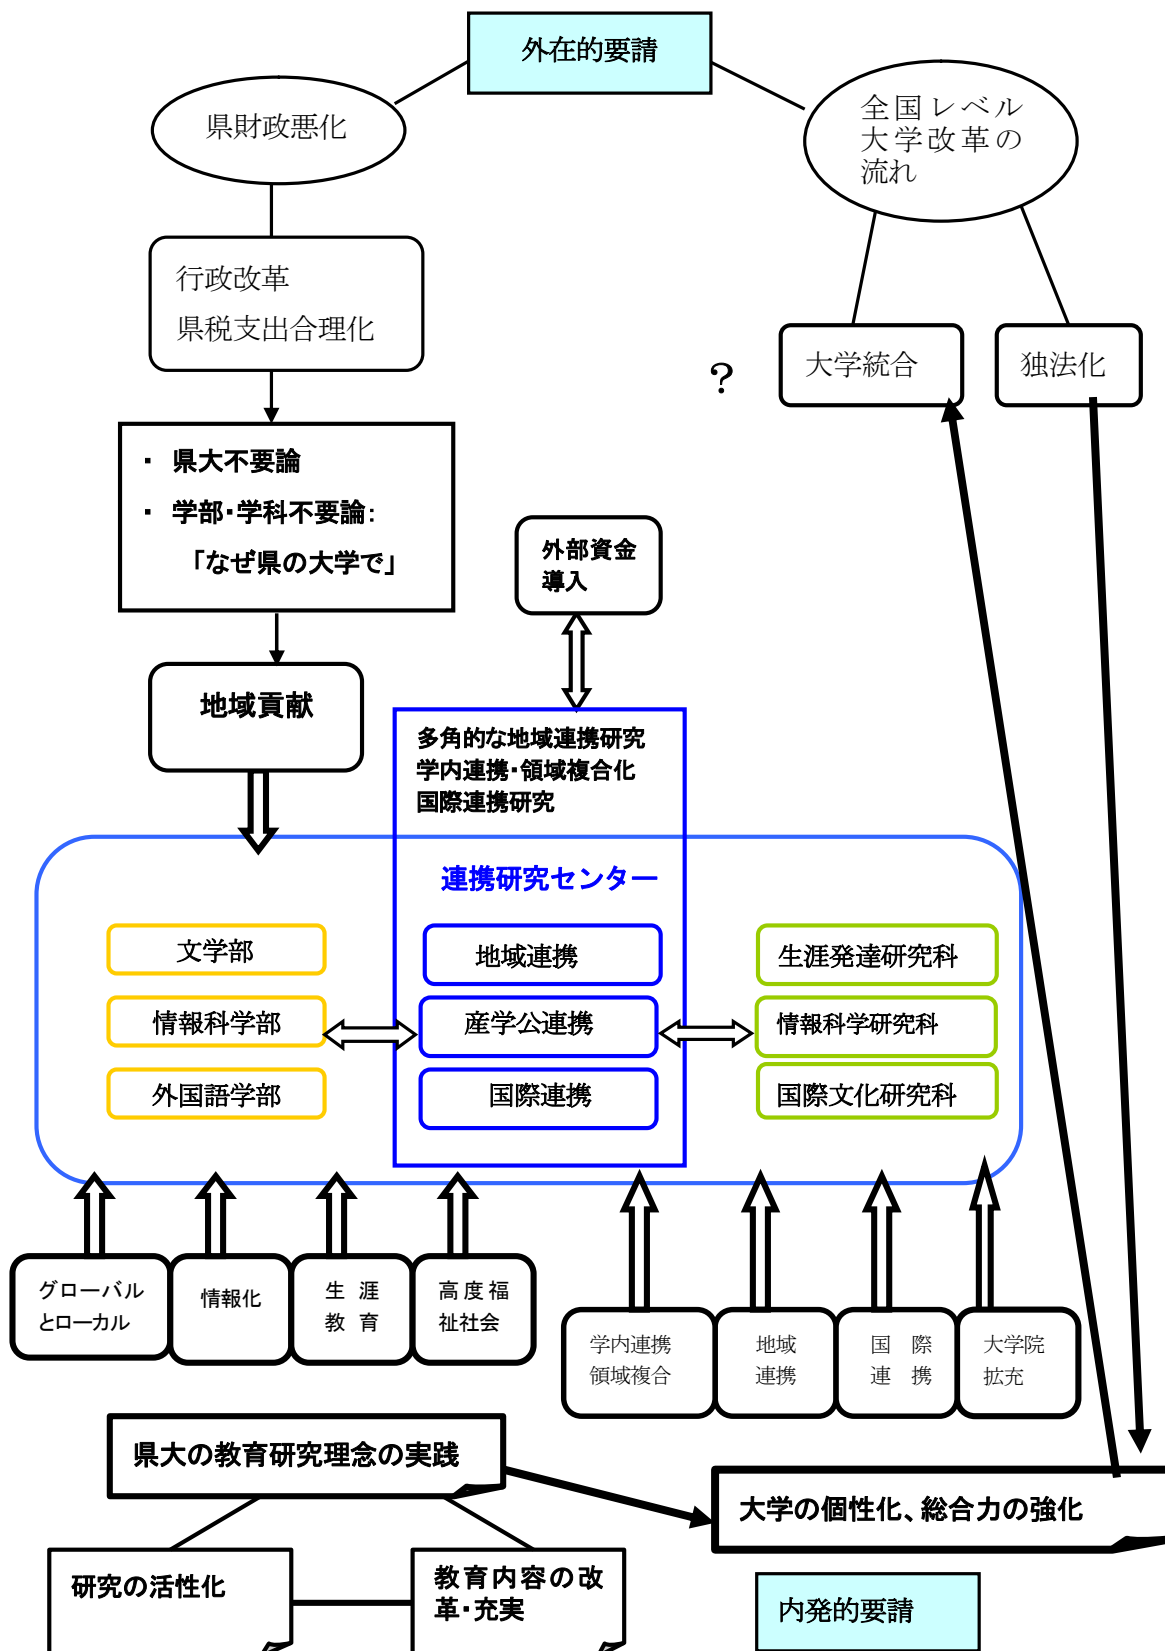 外在的要請
県財政悪化
全国レベル
大学改革の
流れ
行政改革
県税支出合理化
?
大学統合
独法化
・ 県大不要論
・ 学部・学科不要論:
「なぜ県の大学で」
外部資金
導入
地域貢献
多角的な地域連携研究
学内連携・領域複合化
国際連携研究
連携研究センター
文学部
地域連携
生涯発達研究科
情報科学部
産学公連携
情報科学研究科
外国語学部
国際連携
国際文化研究科
グローバル
とローカル
情報化
生 涯
教 育
高度福
祉社会
学内連携
領域複合
地域
連携
国 際
連 携
大学院
拡充
県大の教育研究理念の実践
大学の個性化、総合力の強化
研究の活性化
教育内容の改
革・充実
内発的要請